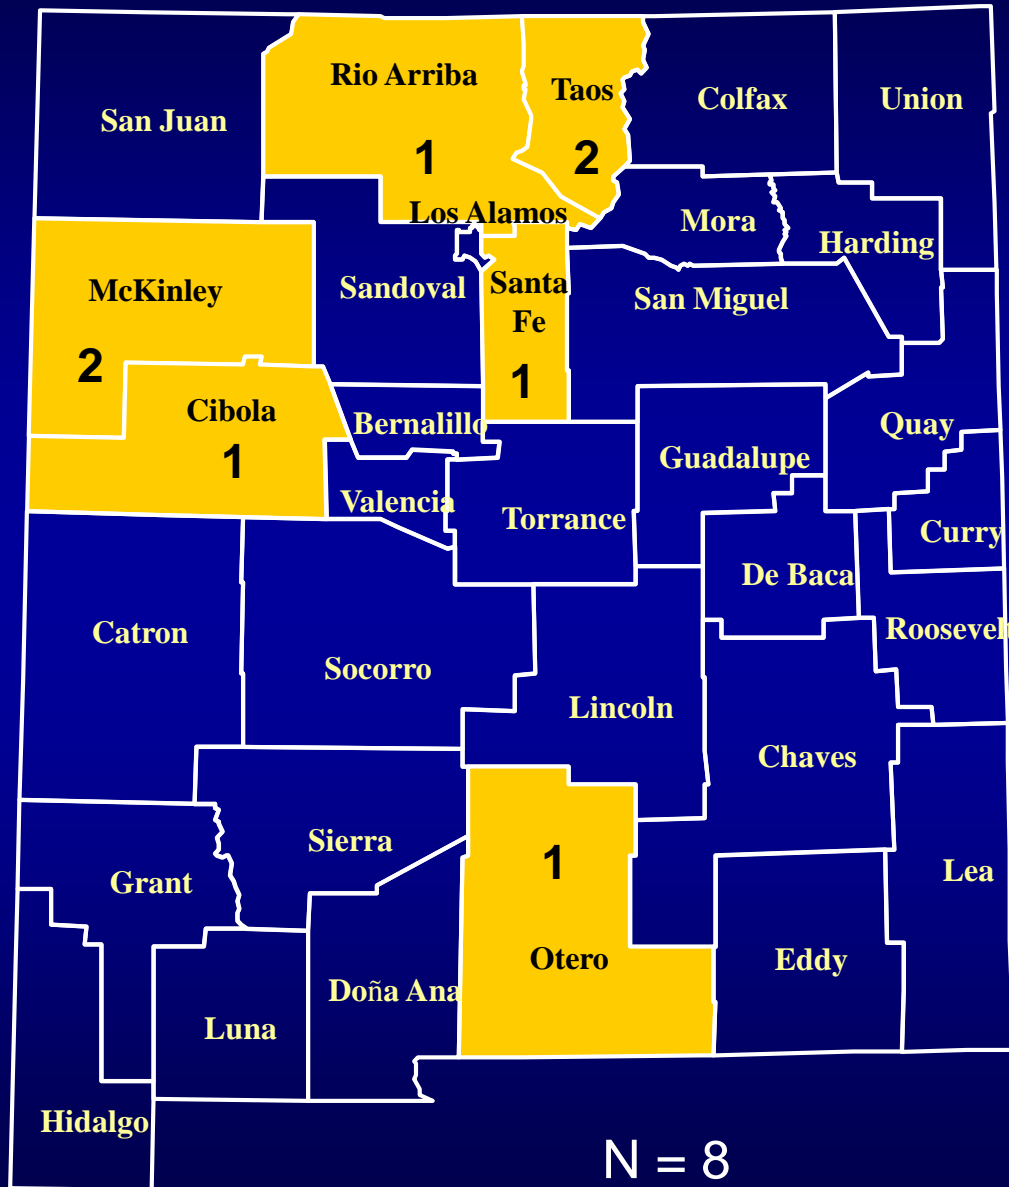 Rio Arriba
1
Taos
2
Colfax
Union
San Juan
Los Alamos
Mora
Harding
McKinley
2
Sandoval
Santa
Fe
1
San Miguel
Cibola
1
Bernalillo
Quay
Guadalupe
Valencia
Torrance
Curry
De Baca
Catron
Roosevelt
Socorro
Lincoln
Chaves
Sierra
1
Grant
Lea
Otero
Eddy
Doña Ana
Luna
Hidalgo
N = 8